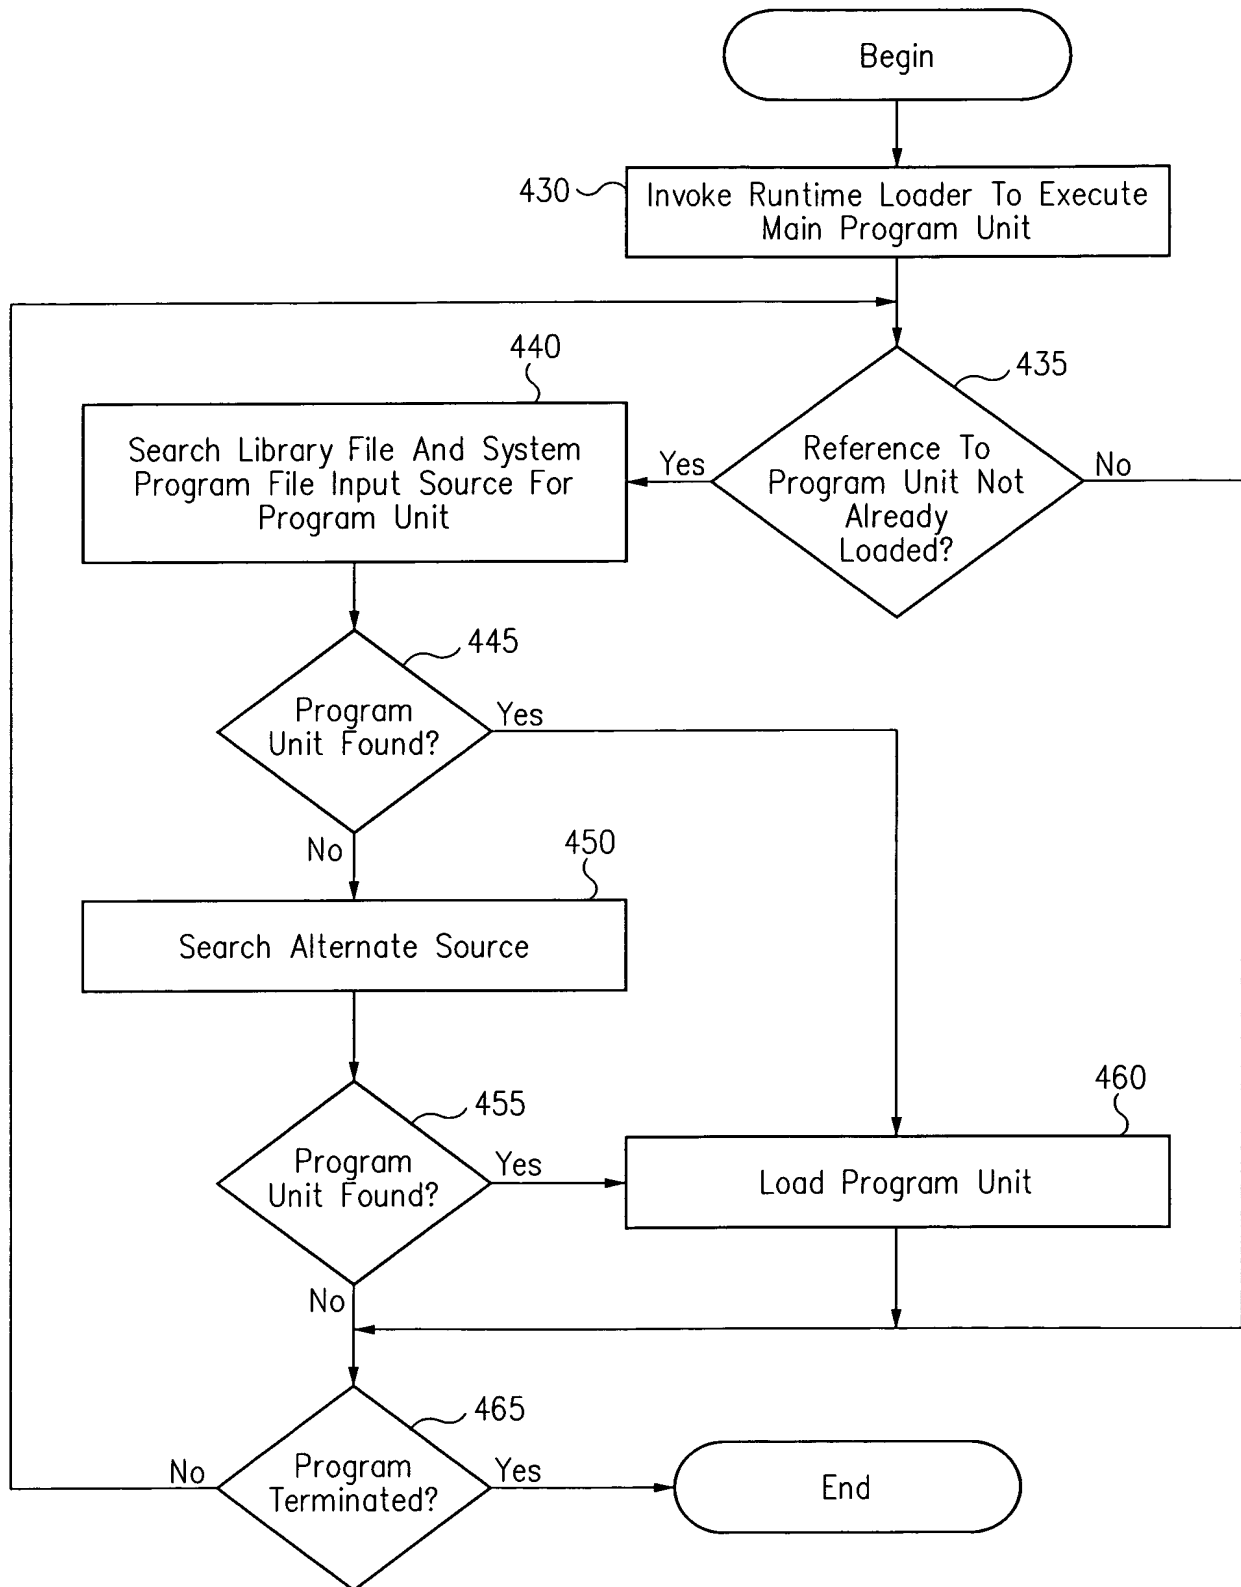 Begin
430
Invoke Runtime Loader To Execute
Main Program Unit
440
435
Search Library File And System
Program File Input Source For
Program Unit
Yes
Reference To
Program Unit Not
Already
Loaded?
No
445
Program
Unit Found?
Yes
No
450
Search Alternate Source
455
460
Program
Unit Found?
Yes
Load Program Unit
No
465
No
Program
Terminated?
Yes
End